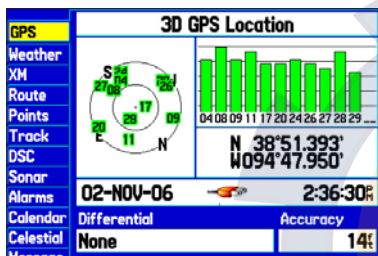 3D GPS Location
GPS
Weather
XM
Route
Points
Track
DSC
Sonar
Alarms
Calendar
Celestial
S
24
04
27
08
26
17
28
09
20
E
11
N
04 08 09 11 17 20 24 26 27 28 29 __
N 38°51.393'
W094°47.950'
02-NOV-06
2:36:30
Differential
Accuracy
None
14